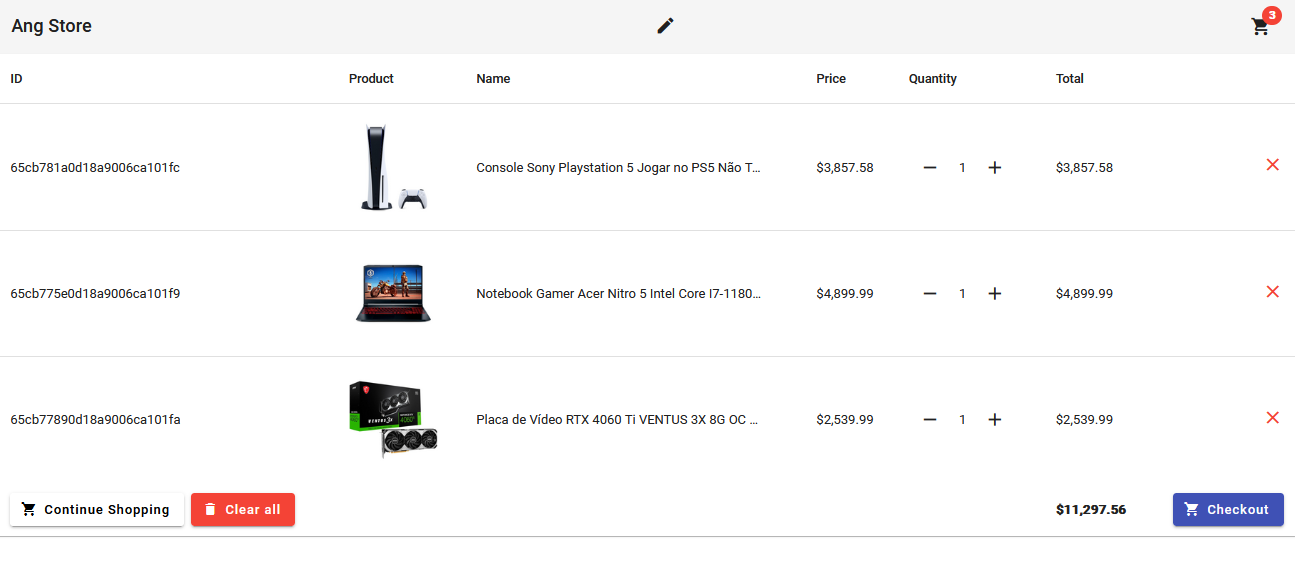 Ang Store
3
ID Product Name Price Quantity Total
65cb781a0d18a9006ca101fc Console Sony Playstation 5 Jogar no PS5 Não T... $3,857.58 1 $3,857.58
65cb775e0d18a9006ca101f9 Notebook Gamer Acer Nitro 5 Intel Core I7-1180... $4,899.99 1 $4,899.99
65cb77890d18a9006ca101fa Placa de Vídeo RTX 4060 Ti VENTUS 3X 8G OC ... $2,539.99 1 $2,539.99
Continue Shopping Clear all $11,297.56 Checkout